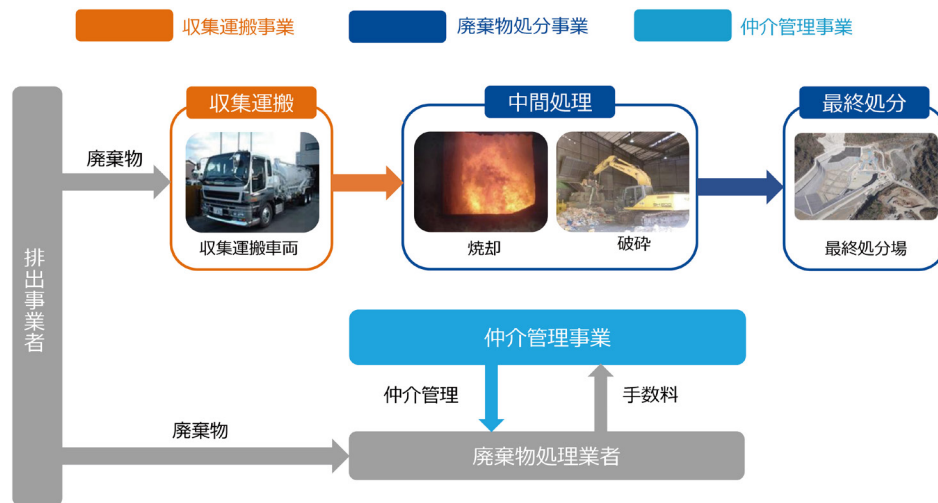 収集運搬事業
廃棄物処分事業
仲介管理事業
収集運搬
中間処理
最終処分
廃棄物
収集運搬車両
焼却
破砕
最終処分場
排出事業者
仲介管理事業
仲介管理
手数料
廃棄物
廃棄物処理業者